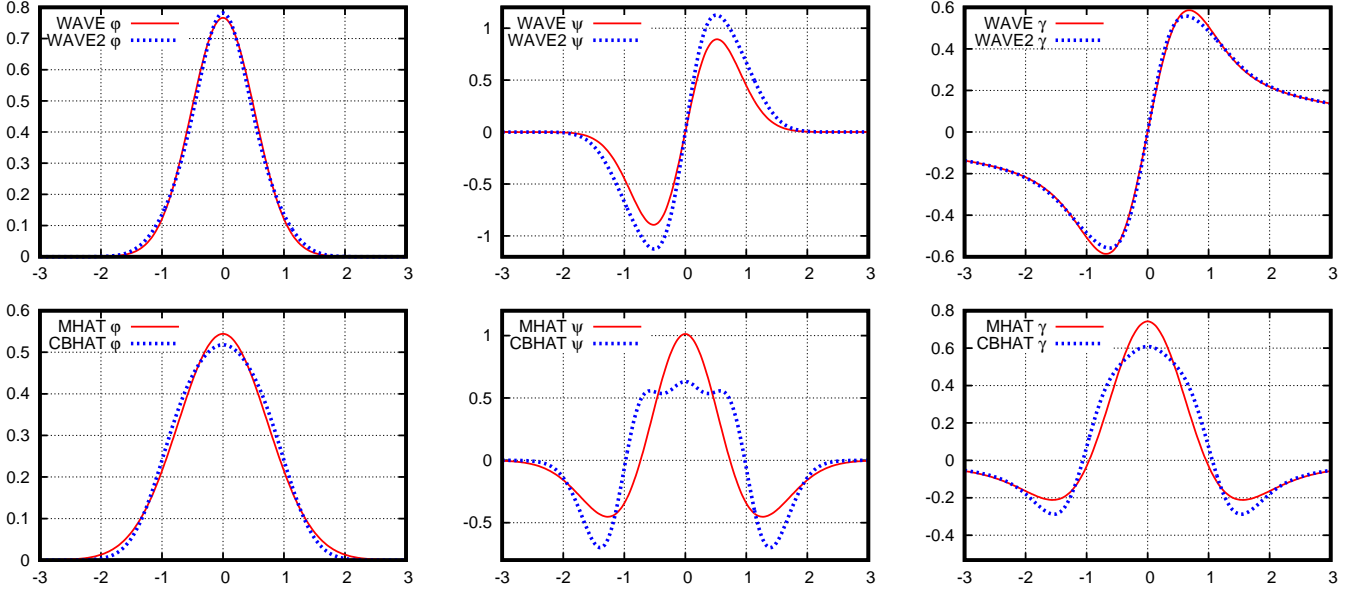 0.8
0.7
0.6
0.5
0.4
0.3
0.2
0.1
0
WAVE φ
WAVE2 φ
-3 -2 -1 0 1 2 3
1
0.5
0
-0.5
-1
WAVE ψ
WAVE2 ψ
-3 -2 -1 0 1 2 3
0.6
0.4
0.2
0
-0.2
-0.4
-0.6
WAVE γ
WAVE2 γ
-3 -2 -1 0 1 2 3
0.6
0.5
0.4
0.3
0.2
0.1
0
MHAT φ
CBHAT φ
-3 -2 -1 0 1 2 3
1
0.5
0
-0.5
MHAT ψ
CBHAT ψ
-3 -2 -1 0 1 2 3
0.8
0.6
0.4
0.2
0
-0.2
-0.4
MHAT γ
CBHAT γ
-3 -2 -1 0 1 2 3